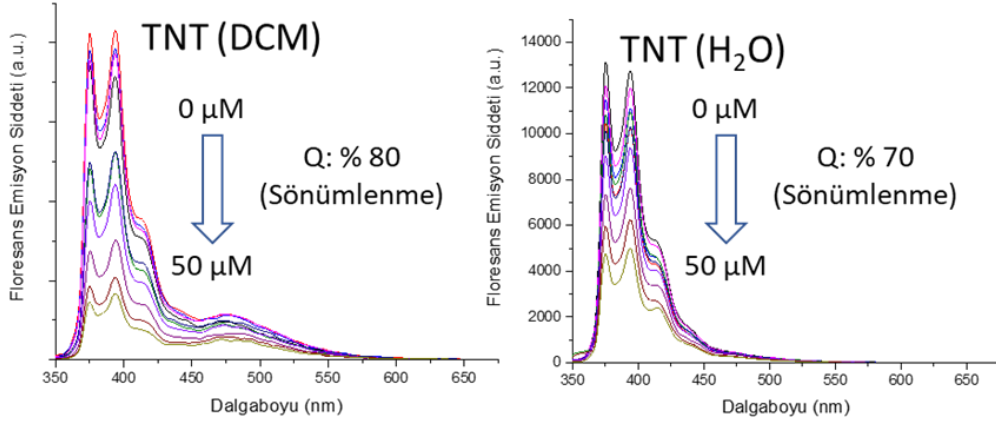 Floresans Emisyon Siddeti (a.u.)
TNT (DCM)
0 µM
Q: % 80
(Sönümlenme)
50 µM
350 400 450 500 550 600 650
Dalgaboyu (nm)
Floresans Emisyon Siddeti (a.u.)
14000
12000
10000
8000
6000
4000
2000
0
TNT (H₂O)
0 µM
Q: % 70
(Sönümlenme)
50 µM
350 400 450 500 550 600 650
Dalgaboyu (nm)